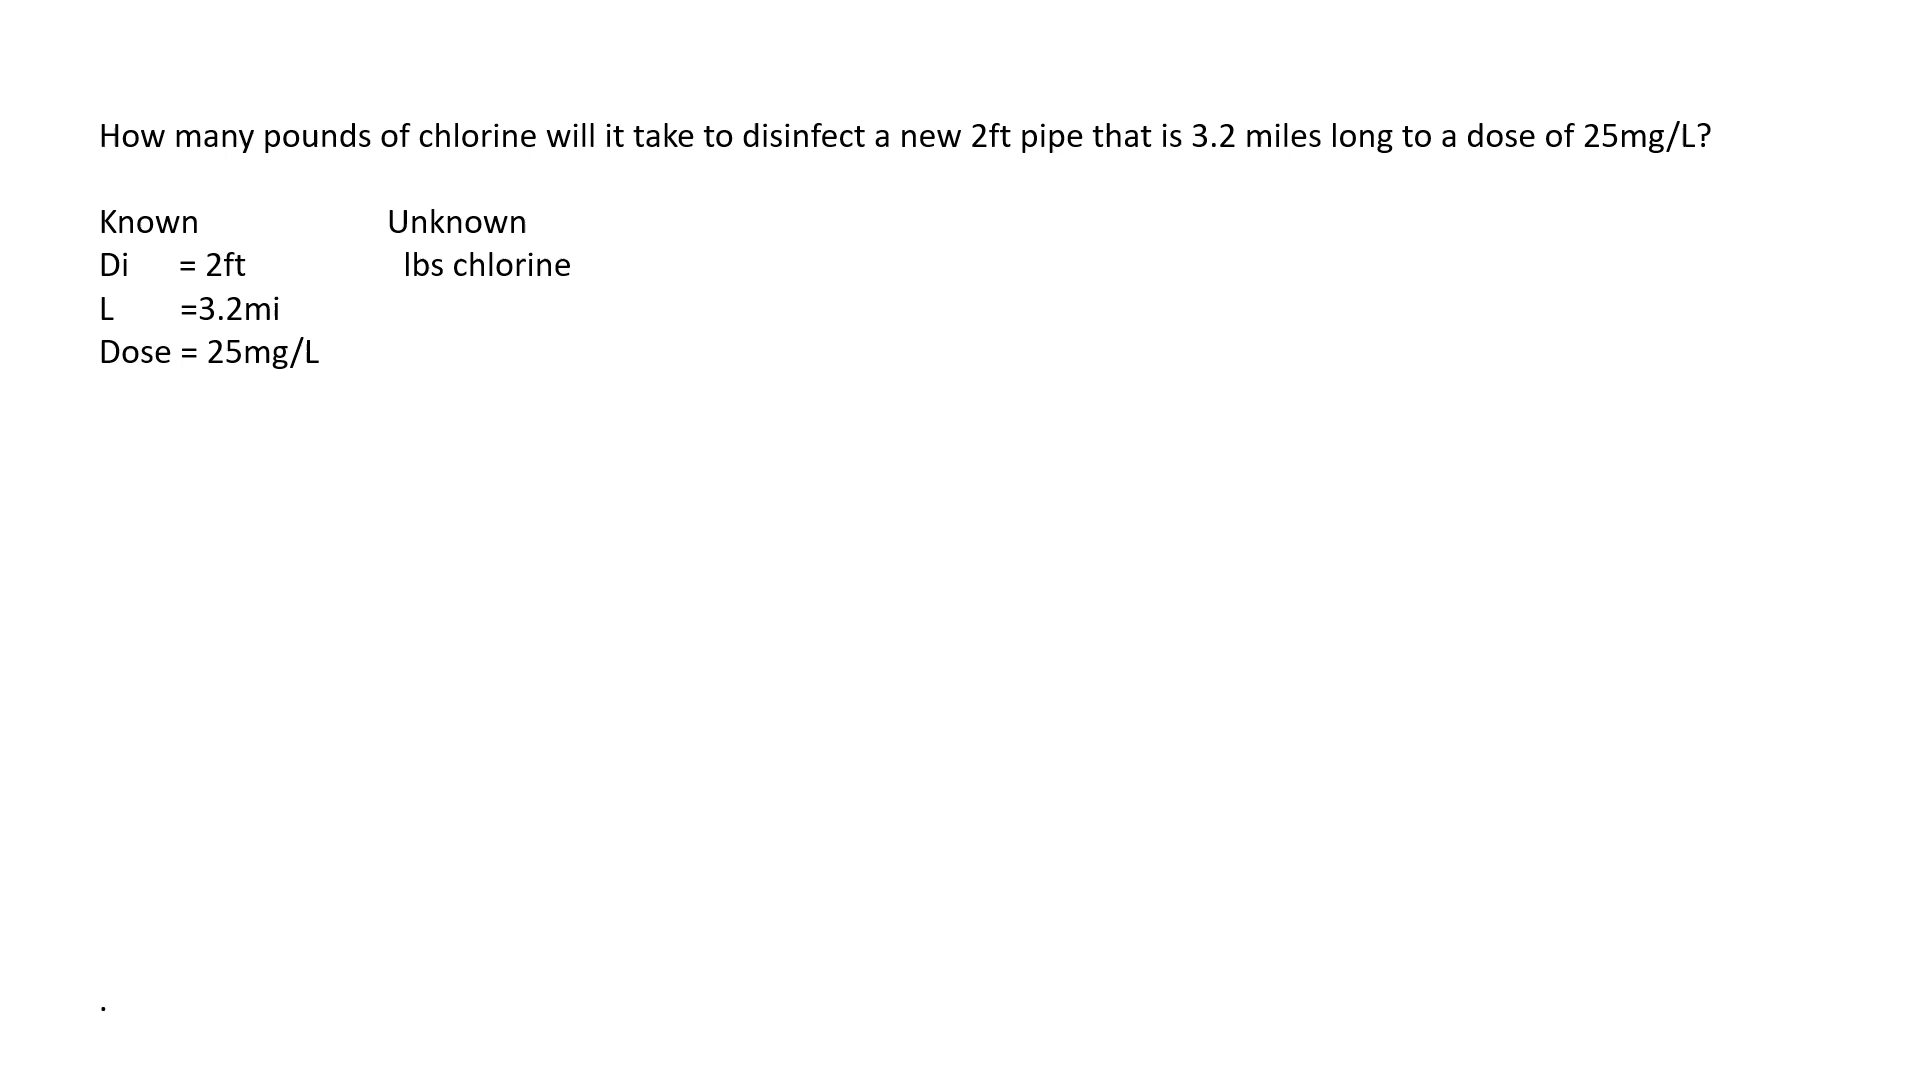 How many pounds of chlorine will it take to disinfect a new 2ft pipe that is 3.2 miles long to a dose of 25mg/L?
Known Unknown
Di = 2ft lbs chlorine
L =3.2mi
Dose = 25mg/L
.